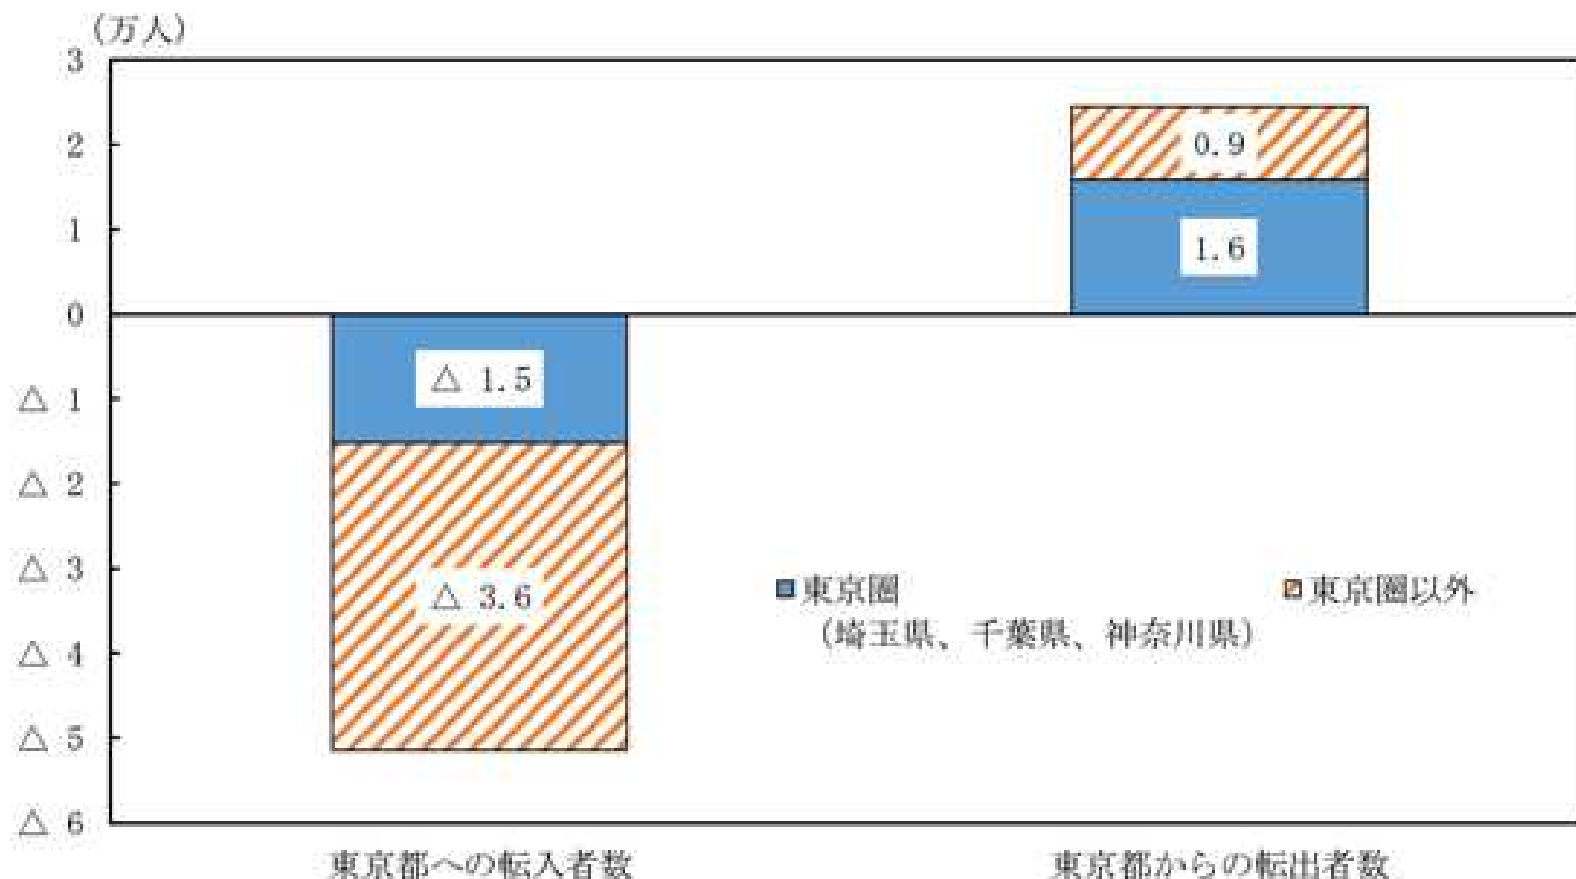 (万人)
3
2
1
0
△ 1
△ 2
△ 3
△ 4
△ 5
△ 6
0.9
1.6
△ 1.5
△ 3.6
東京圏
(埼玉県、千葉県、神奈川県)
東京圏以外
東京都への転入者数
東京都からの転出者数